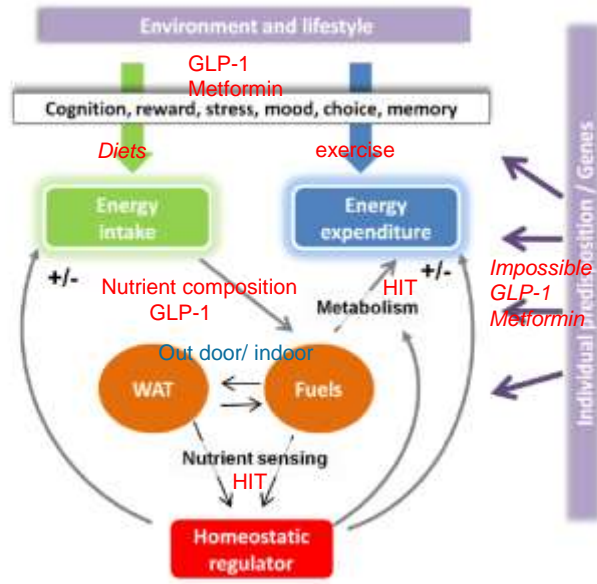 Environment and lifestyle
GLP-1
Metformin
Cognition, reward, stress, mood, choice, memory
Diets
exercise
Energy
intake
Energy
expenditure
+/-
+/-
Nutrient composition
GLP-1
HIT
Metabolism
Impossible
GLP-1
Metformin
Individual predisposition / Genes
Out door/ indoor
WAT
Fuels
Nutrient sensing
HIT
Homeostatic
regulator